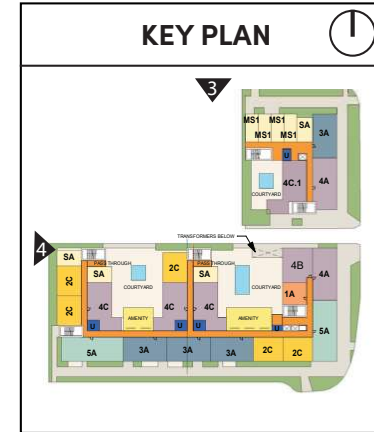 KEY PLAN
3
MS1 MS1 SA 3A
MS1 MS1
U
4C.1 4A
COURTYARD
TRANSFORMERS BELOW
4
SA PASS THROUGH 2C PASS THROUGH 4B 4A
2C SA SA
COURTYARD COURTYARD
2C 4C 4C 4C 1A
AMENITY AMENITY
U U U 5A
5A 3A 3A 3A 2C 2C